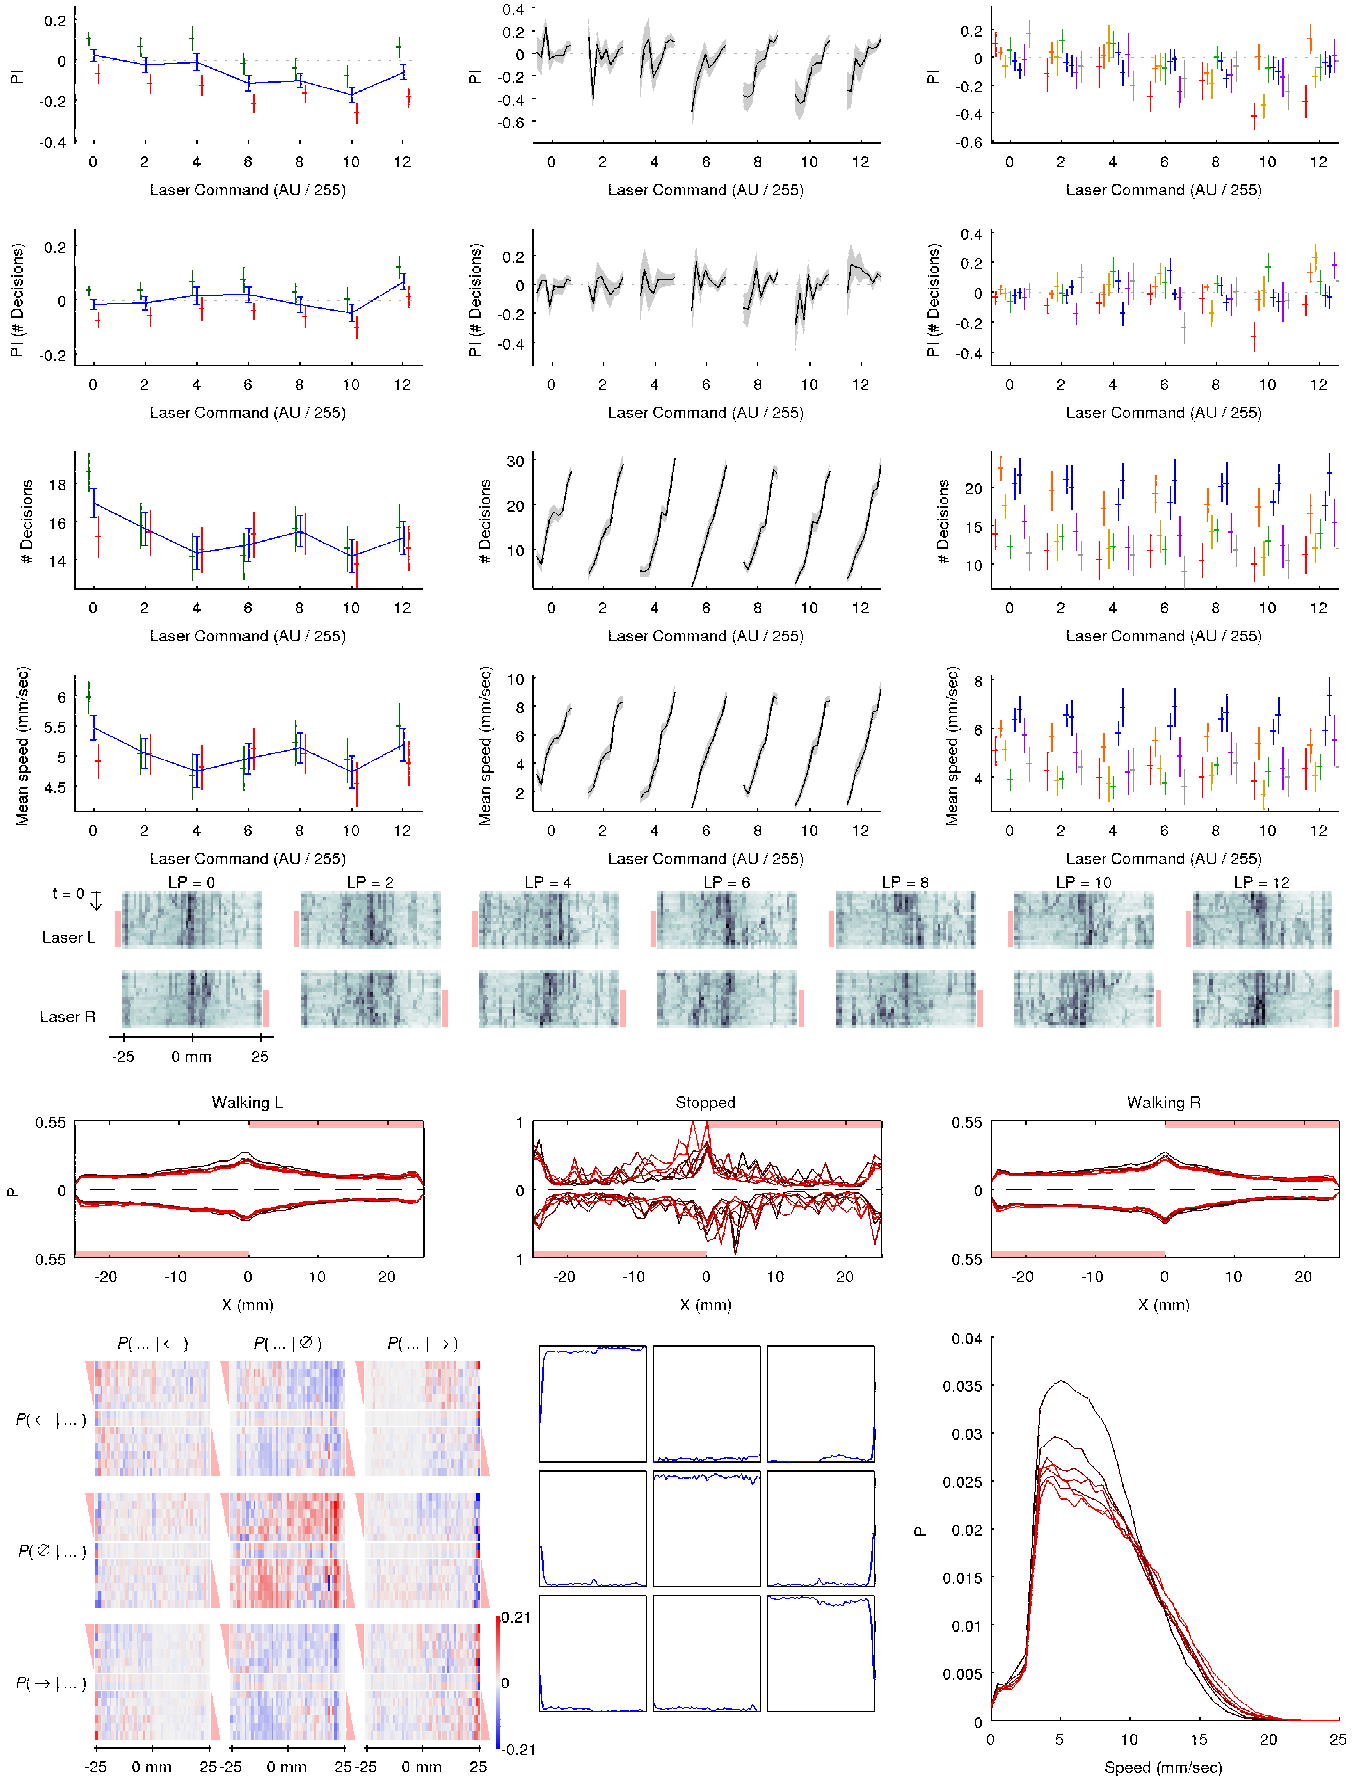 PI
0.2
0
-0.2
-0.4
0 2 4 6 8 10 12
Laser Command (AU / 255)
PI
0.4
0.2
0
-0.2
-0.4
-0.6
0 2 4 6 8 10 12
Laser Command (AU / 255)
PI
0.4
0.2
0
-0.2
-0.4
-0.6
0 2 4 6 8 10 12
Laser Command (AU / 255)
PI (# Decisions)
0.2
0
-0.2
0 2 4 6 8 10 12
Laser Command (AU / 255)
PI (# Decisions)
0.4
0.2
0
-0.2
-0.4
0 2 4 6 8 10 12
Laser Command (AU / 255)
PI (# Decisions)
0.4
0.2
0
-0.2
-0.4
0 2 4 6 8 10 12
Laser Command (AU / 255)
# Decisions
18
16
14
0 2 4 6 8 10 12
Laser Command (AU / 255)
# Decisions
30
20
10
0 2 4 6 8 10 12
Laser Command (AU / 255)
# Decisions
20
15
10
0 2 4 6 8 10 12
Laser Command (AU / 255)
Mean speed (mm/sec)
6
5.5
5
4.5
0 2 4 6 8 10 12
Laser Command (AU / 255)
Mean speed (mm/sec)
10
8
6
4
2
0 2 4 6 8 10 12
Laser Command (AU / 255)
Mean speed (mm/sec)
8
6
4
0 2 4 6 8 10 12
Laser Command (AU / 255)
LP = 0 LP = 2 LP = 4 LP = 6 LP = 8 LP = 10 LP = 12
t = 0
Laser L
Laser R
-25 0 mm 25
Walking L
P
0.55
0
0.55
-20 -10 0 10 20
X (mm)
Stopped
1
0
1
-20 -10 0 10 20
X (mm)
Walking R
0.55
0
0.55
-20 -10 0 10 20
X (mm)
P( ... | ← ) P( ... | ∅ ) P( ... | → )
P( ← | ... )
P( ∅ | ... )
P( → | ... )
0.21
0
-0.21
-25 0 mm 25 -25 0 mm 25 -25 0 mm 25
P
0.04
0.035
0.03
0.025
0.02
0.015
0.01
0.005
0
0 5 10 15 20 25
Speed (mm/sec)